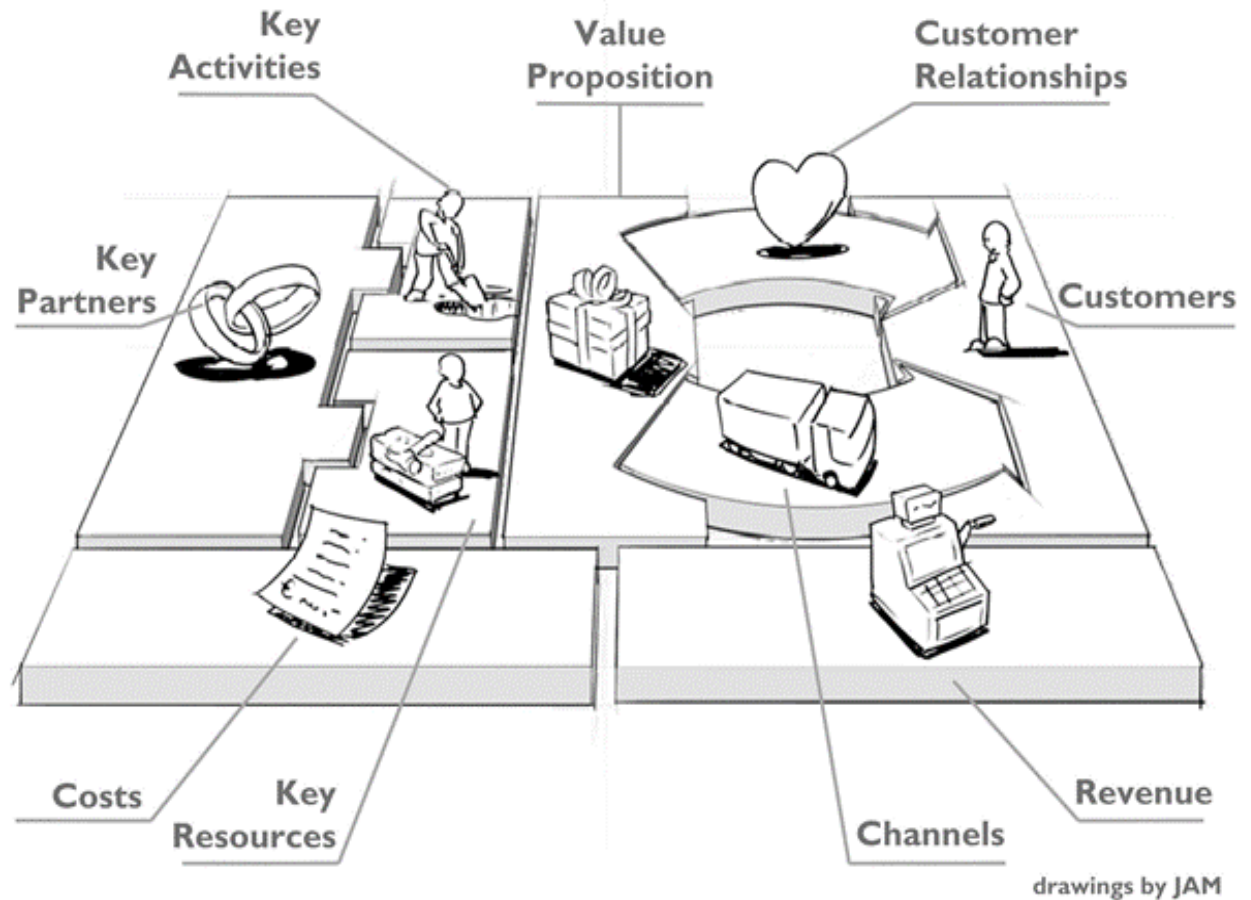 Key
Activities
Value
Proposition
Customer
Relationships
Key
Partners
Customers
Costs
Key
Resources
Channels
Revenue
drawings by JAM